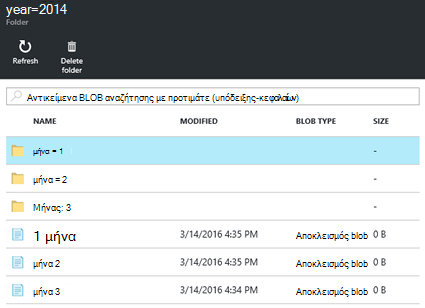 year=2014
Folder
Refresh
Delete folder
Αντικείμενα BLOB αναζήτησης με προτιμάτε (υπόδειξης-κεφαλαίων)
NAME MODIFIED BLOB TYPE SIZE
μήνα = 1 -
μήνα = 2 -
Μήνας: 3 -
1 μήνα 3/14/2016 4:35 PM Αποκλεισμός blob 0 B
μήνα 2 3/14/2016 4:35 PM Αποκλεισμός blob 0 B
μήνα 3 3/14/2016 4:34 PM Αποκλεισμός blob 0 B